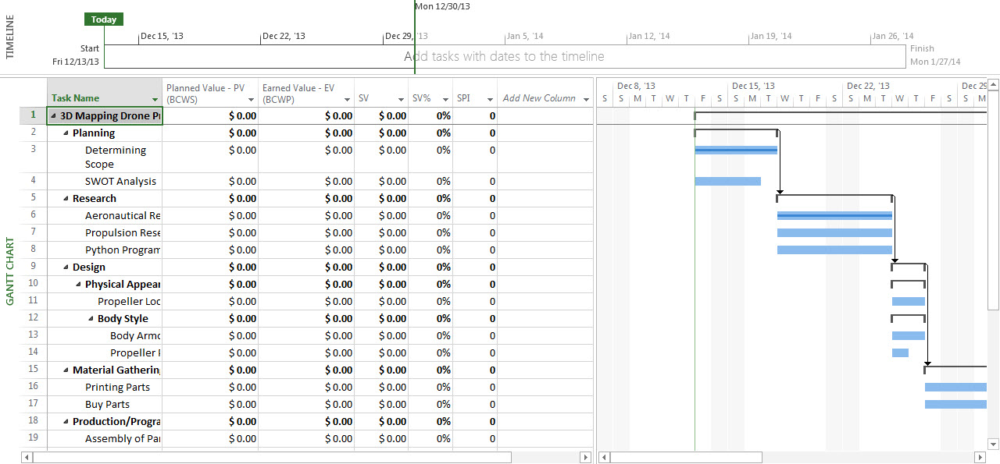 Mon 12/30/13
TIMELINE
Today
Dec 15, '13 Dec 22, '13 Dec 29, '13 Jan 5, '14 Jan 12, '14 Jan 19, '14 Jan 26, '14
Start
Fri 12/13/13
Add tasks with dates to the timeline
Finish
Mon 1/27/14
GANTT CHART
Task Name Planned Value - PV (BCWS) Earned Value - EV (BCWP) SV SV% SPI Add New Column
Dec 8, '13 Dec 15, '13 Dec 22, '13 Dec 29
S S M T W T F S S M T W T F S S M T W T F S S M
1 3D Mapping Drone P $ 0.00 $ 0.00 $ 0.00 0% 0
2 Planning $ 0.00 $ 0.00 $ 0.00 0% 0
3 Determining $ 0.00 $ 0.00 $ 0.00 0% 0
Scope
4 SWOT Analysis $ 0.00 $ 0.00 $ 0.00 0% 0
5 Research $ 0.00 $ 0.00 $ 0.00 0% 0
6 Aeronautical Re $ 0.00 $ 0.00 $ 0.00 0% 0
7 Propulsion Rese $ 0.00 $ 0.00 $ 0.00 0% 0
8 Python Program $ 0.00 $ 0.00 $ 0.00 0% 0
9 Design $ 0.00 $ 0.00 $ 0.00 0% 0
10 Physical Appear $ 0.00 $ 0.00 $ 0.00 0% 0
11 Propeller Loc $ 0.00 $ 0.00 $ 0.00 0% 0
12 Body Style $ 0.00 $ 0.00 $ 0.00 0% 0
13 Body Armo $ 0.00 $ 0.00 $ 0.00 0% 0
14 Propeller $ 0.00 $ 0.00 $ 0.00 0% 0
15 Material Gathering $ 0.00 $ 0.00 $ 0.00 0% 0
16 Printing Parts $ 0.00 $ 0.00 $ 0.00 0% 0
17 Buy Parts $ 0.00 $ 0.00 $ 0.00 0% 0
18 Production/Progra $ 0.00 $ 0.00 $ 0.00 0% 0
19 Assembly of Pa $ 0.00 $ 0.00 $ 0.00 0% 0